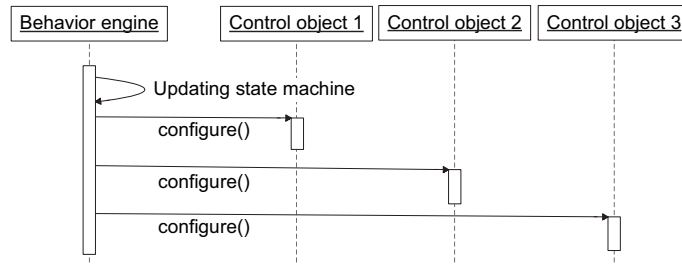 Behavior engine
Control object 1
Control object 2
Control object 3
Updating state machine
configure()
configure()
configure()